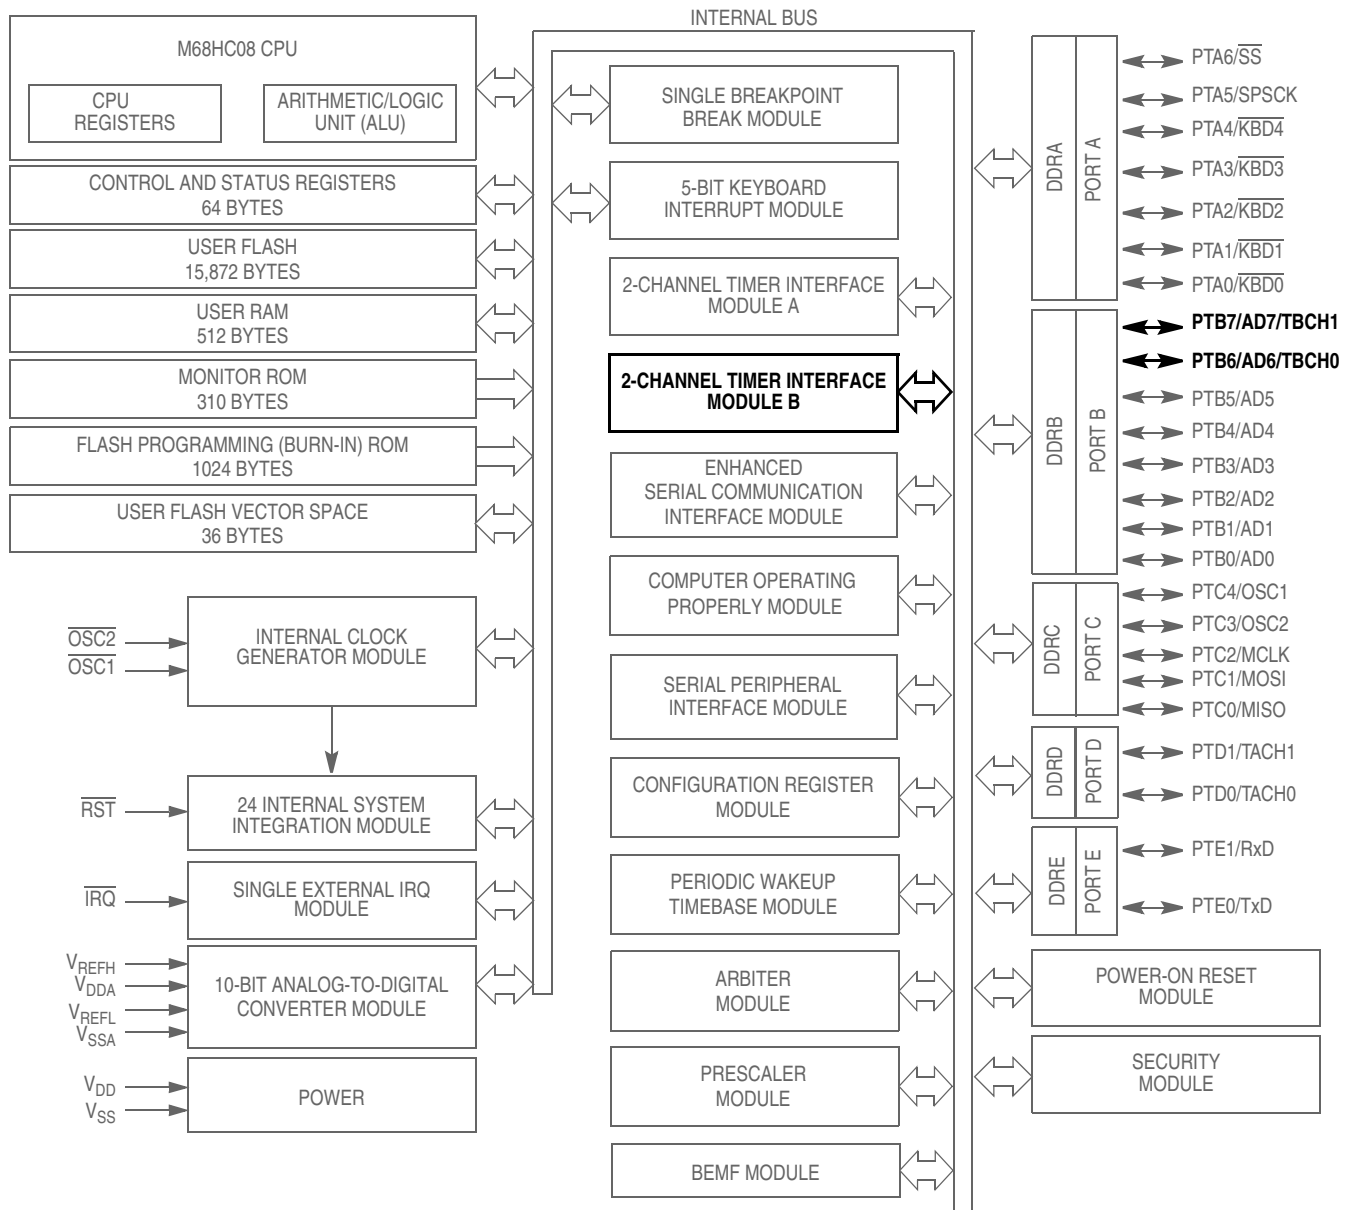 INTERNAL BUS
M68HC08 CPU
CPU
REGISTERS
ARITHMETIC/LOGIC
UNIT (ALU)
CONTROL AND STATUS REGISTERS
64 BYTES
USER FLASH
15,872 BYTES
USER RAM
512 BYTES
MONITOR ROM
310 BYTES
FLASH PROGRAMMING (BURN-IN) ROM
1024 BYTES
USER FLASH VECTOR SPACE
36 BYTES
OSC2
OSC1
INTERNAL CLOCK
GENERATOR MODULE
RST
24 INTERNAL SYSTEM
INTEGRATION MODULE
IRQ
SINGLE EXTERNAL IRQ
MODULE
VREFH
VDDA
VREFL
VSSA
10-BIT ANALOG-TO-DIGITAL
CONVERTER MODULE
VDD
VSS
POWER
SINGLE BREAKPOINT
BREAK MODULE
5-BIT KEYBOARD
INTERRUPT MODULE
2-CHANNEL TIMER INTERFACE
MODULE A
2-CHANNEL TIMER INTERFACE
MODULE B
ENHANCED
SERIAL COMMUNICATION
INTERFACE MODULE
COMPUTER OPERATING
PROPERLY MODULE
SERIAL PERIPHERAL
INTERFACE MODULE
CONFIGURATION REGISTER
MODULE
PERIODIC WAKEUP
TIMEBASE MODULE
ARBITER
MODULE
PRESCALER
MODULE
BEMF MODULE
DDRA
PORT A
PTA6/SS
PTA5/SPSCK
PTA4/KBD4
PTA3/KBD3
PTA2/KBD2
PTA1/KBD1
PTA0/KBD0
DDRB
PORT B
PTB7/AD7/TBCH1
PTB6/AD6/TBCH0
PTB5/AD5
PTB4/AD4
PTB3/AD3
PTB2/AD2
PTB1/AD1
PTB0/AD0
DDRC
PORT C
PTC4/OSC1
PTC3/OSC2
PTC2/MCLK
PTC1/MOSI
PTC0/MISO
DDRD
PORT D
PTD1/TACH1
PTD0/TACH0
DDRE
PORT E
PTE1/RxD
PTE0/TxD
POWER-ON RESET
MODULE
SECURITY
MODULE